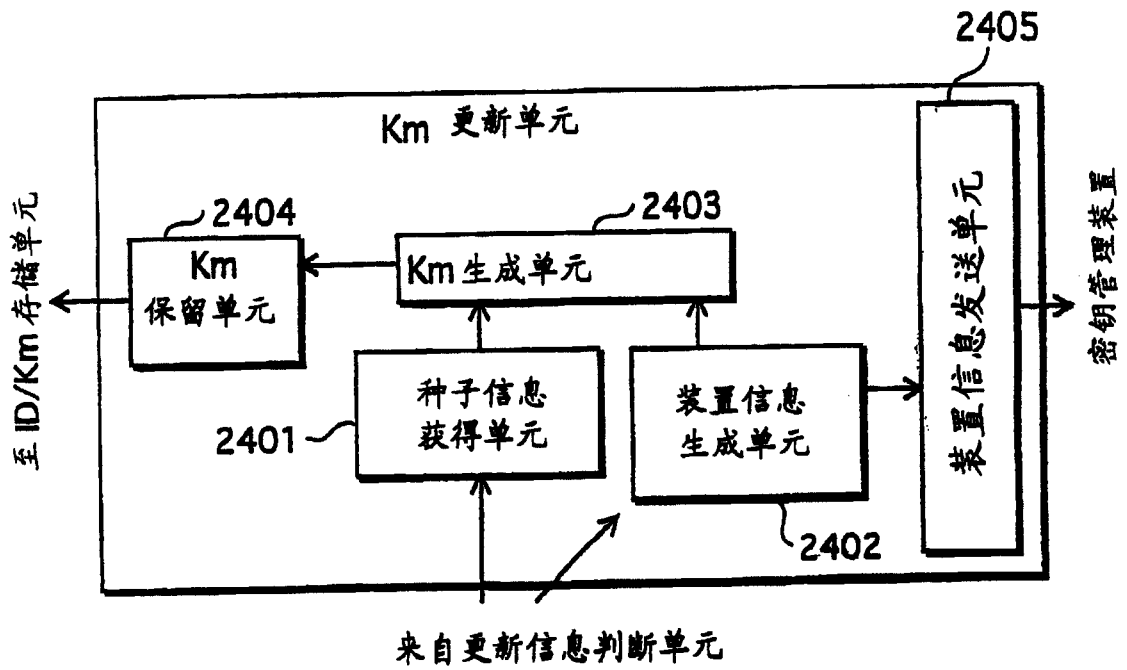 2405
Km 更新单元
2404
2403
Km
保留单元
Km 生成单元
至 ID/Km 存储单元
装置信息发送单元
密钥管理装置
2401
种子信息
获得单元
装置信息
生成单元
2402
来自更新信息判断单元